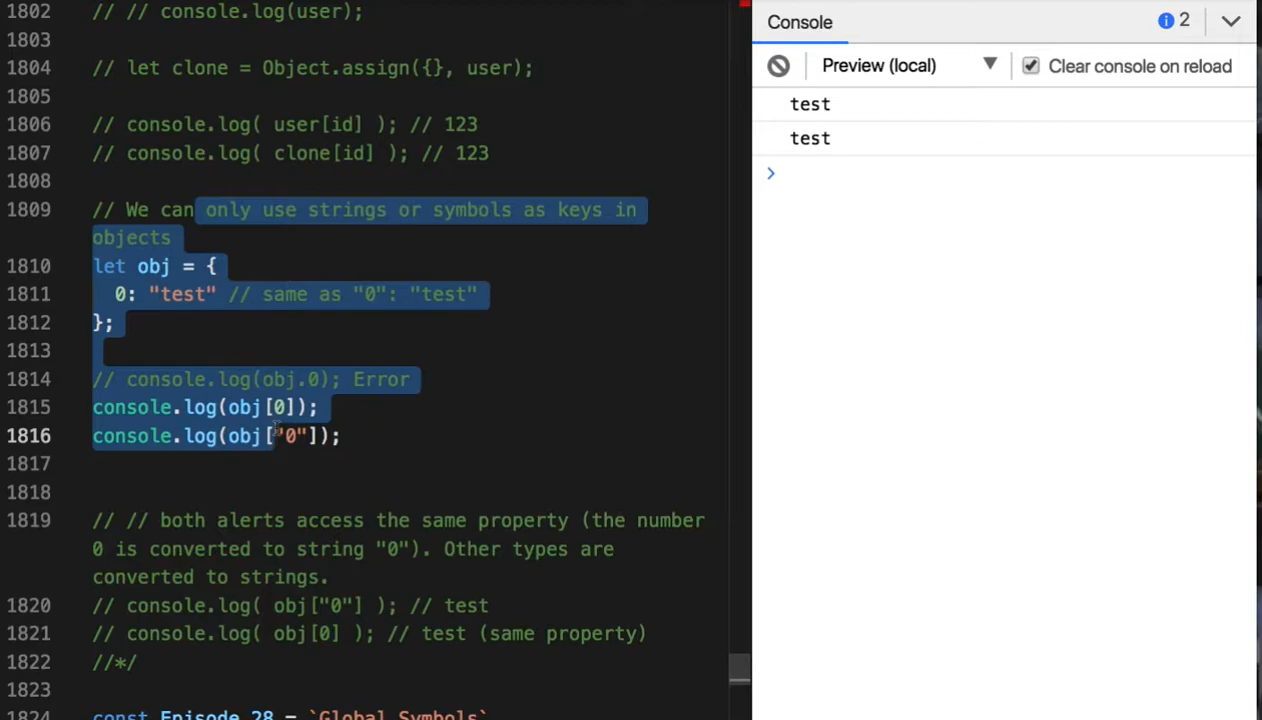 1802 // // console.log(user);
1803
1804 // let clone = Object.assign({}, user);
1805
1806 // console.log( user[id] ); // 123
1807 // console.log( clone[id] ); // 123
1808
1809 // We can only use strings or symbols as keys in
objects
1810 let obj = {
1811 0: "test" // same as "0": "test"
1812 };
1813
1814 // console.log(obj.0); Error
1815 console.log(obj[0]);
1816 console.log(obj["0"]);
1817
1818
1819 // // both alerts access the same property (the number
0 is converted to string "0"). Other types are
converted to strings.
1820 // console.log( obj["0"] ); // test
1821 // console.log( obj[0] ); // test (same property)
1822 //*/
1823
1824 const Episode_28 = `Global Symbols`
Console
2
Preview (local)
Clear console on reload
test
test
>